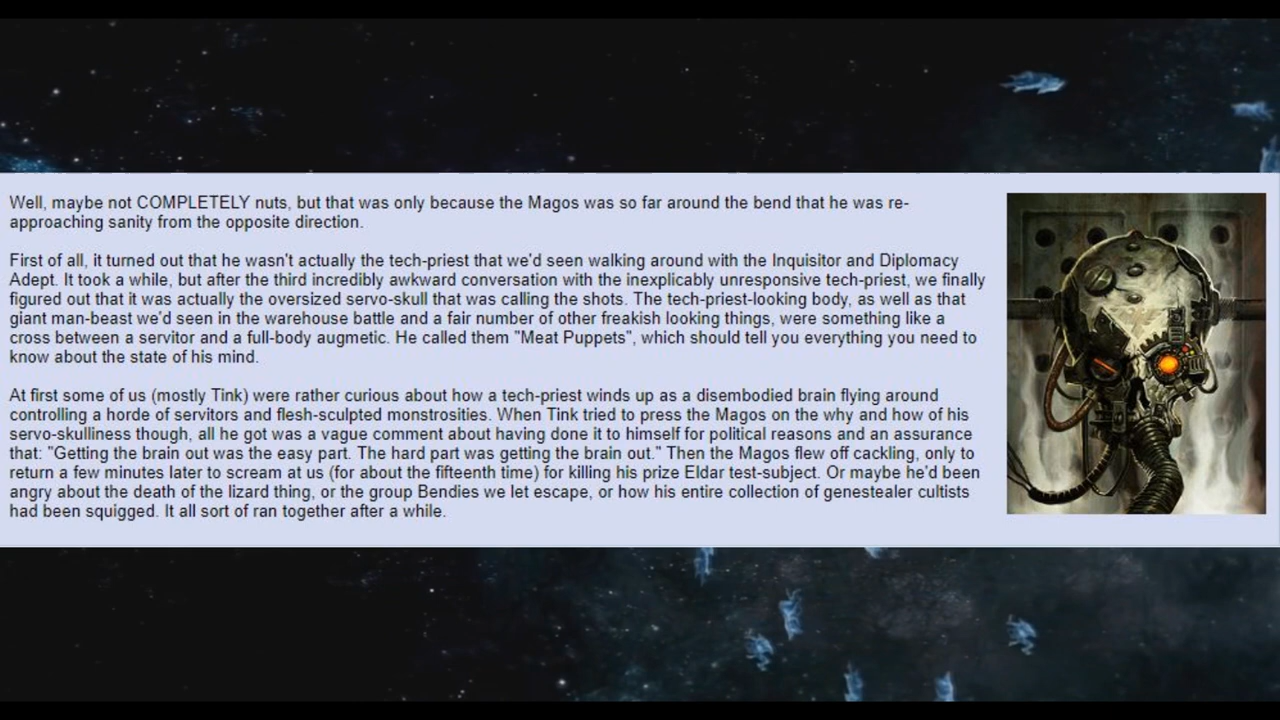 Well, maybe not COMPLETELY nuts, but that was only because the Magos was so far around the bend that he was re-
approaching sanity from the opposite direction.
First of all, it turned out that he wasn't actually the tech-priest that we'd seen walking around with the Inquisitor and Diplomacy
Adept. It took a while, but after the third incredibly awkward conversation with the inexplicably unresponsive tech-priest, we finally
figured out that it was actually the oversized servo-skull that was calling the shots. The tech-priest-looking body, as well as that
giant man-beast we'd seen in the warehouse battle and a fair number of other freakish looking things, were something like a
cross between a servitor and a full-body augmetic. He called them "Meat Puppets", which should tell you everything you need to
know about the state of his mind.
At first some of us (mostly Tink) were rather curious about how a tech-priest winds up as a disembodied brain flying around
controlling a horde of servitors and flesh-sculpted monstrosities. When Tink tried to press the Magos on the why and how of his
servo-skulliness though, all he got was a vague comment about having done it to himself for political reasons and an assurance
that: "Getting the brain out was the easy part. The hard part was getting the brain out." Then the Magos flew off cackling, only to
return a few minutes later to scream at us (for about the fifteenth time) for killing his prize Eldar test-subject. Or maybe he'd been
angry about the death of the lizard thing, or the group Bendies we let escape, or how his entire collection of genestealer cultists
had been squigged. It all sort of ran together after a while.